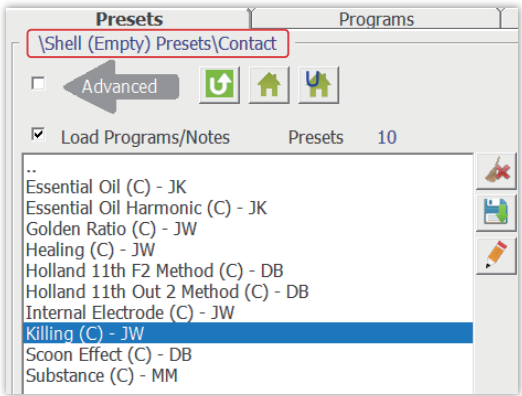 Presets Programs
\Shell (Empty) Presets\Contact
Advanced
U
Load Programs/Notes Presets 10
..
Essential Oil (C) - JK
Essential Oil Harmonic (C) - JK
Golden Ratio (C) - JW
Healing (C) - JW
Holland 11th F2 Method (C) - DB
Holland 11th Out 2 Method (C) - DB
Internal Electrode (C) - JW
Killing (C) - JW
Scoon Effect (C) - DB
Substance (C) - MM